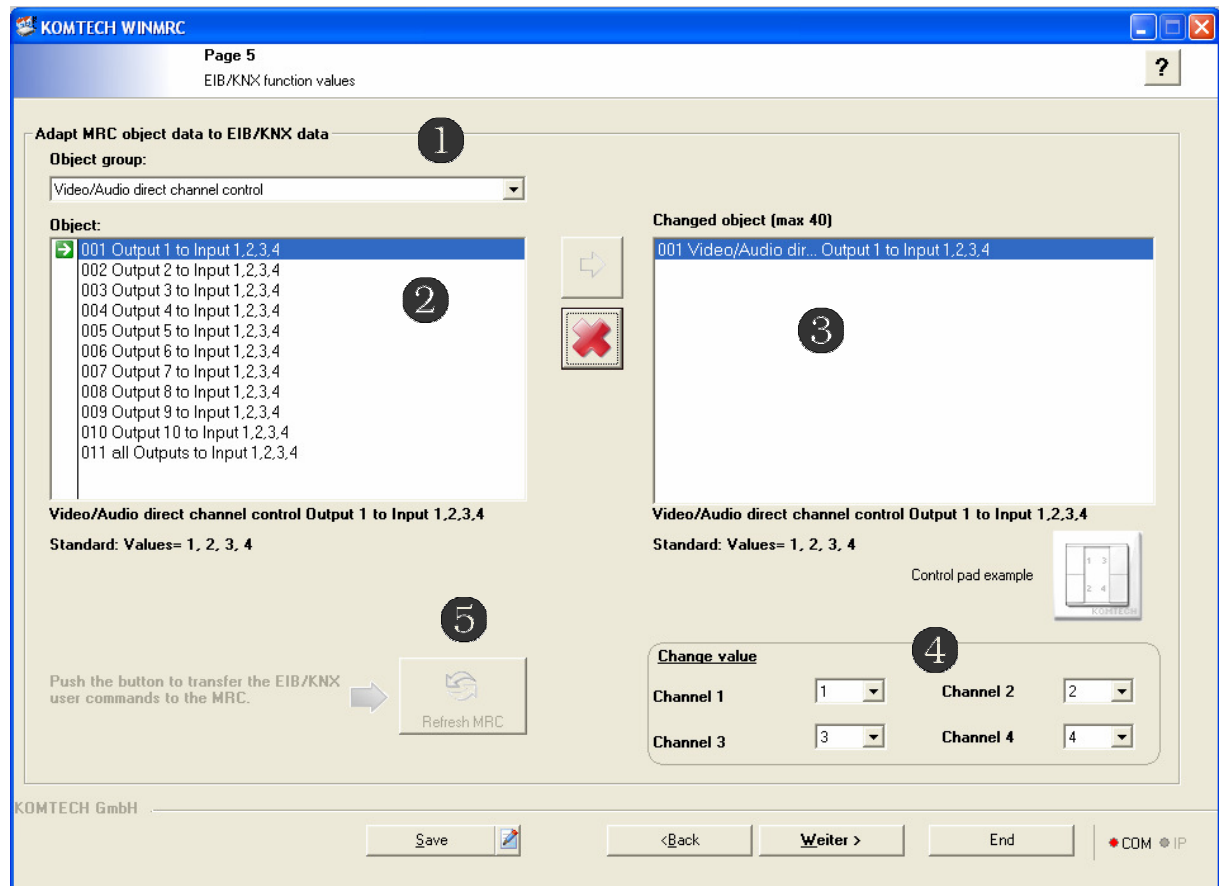 KOMTECH WINMRC
Page 5
EIB/KNX function values
?
Adapt MRC object data to EIB/KNX data
1
Object group:
Video/Audio direct channel control
Object:
001 Output 1 to Input 1,2,3,4
002 Output 2 to Input 1,2,3,4
003 Output 3 to Input 1,2,3,4
004 Output 4 to Input 1,2,3,4
005 Output 5 to Input 1,2,3,4
006 Output 6 to Input 1,2,3,4
007 Output 7 to Input 1,2,3,4
008 Output 8 to Input 1,2,3,4
009 Output 9 to Input 1,2,3,4
010 Output 10 to Input 1,2,3,4
011 all Outputs to Input 1,2,3,4
2
Video/Audio direct channel control Output 1 to Input 1,2,3,4
Standard: Values= 1, 2, 3, 4
Changed object (max 40)
001 Video/Audio dir... Output 1 to Input 1,2,3,4
3
Video/Audio direct channel control Output 1 to Input 1,2,3,4
Standard: Values= 1, 2, 3, 4
Control pad example
1 3
2 4
KOMTECH
5
Push the button to transfer the EIB/KNX
user commands to the MRC.
Refresh MRC
4
Change value
Channel 1 1 Channel 2 2
Channel 3 3 Channel 4 4
KOMTECH GmbH
Save <Back Weiter > End COM IP